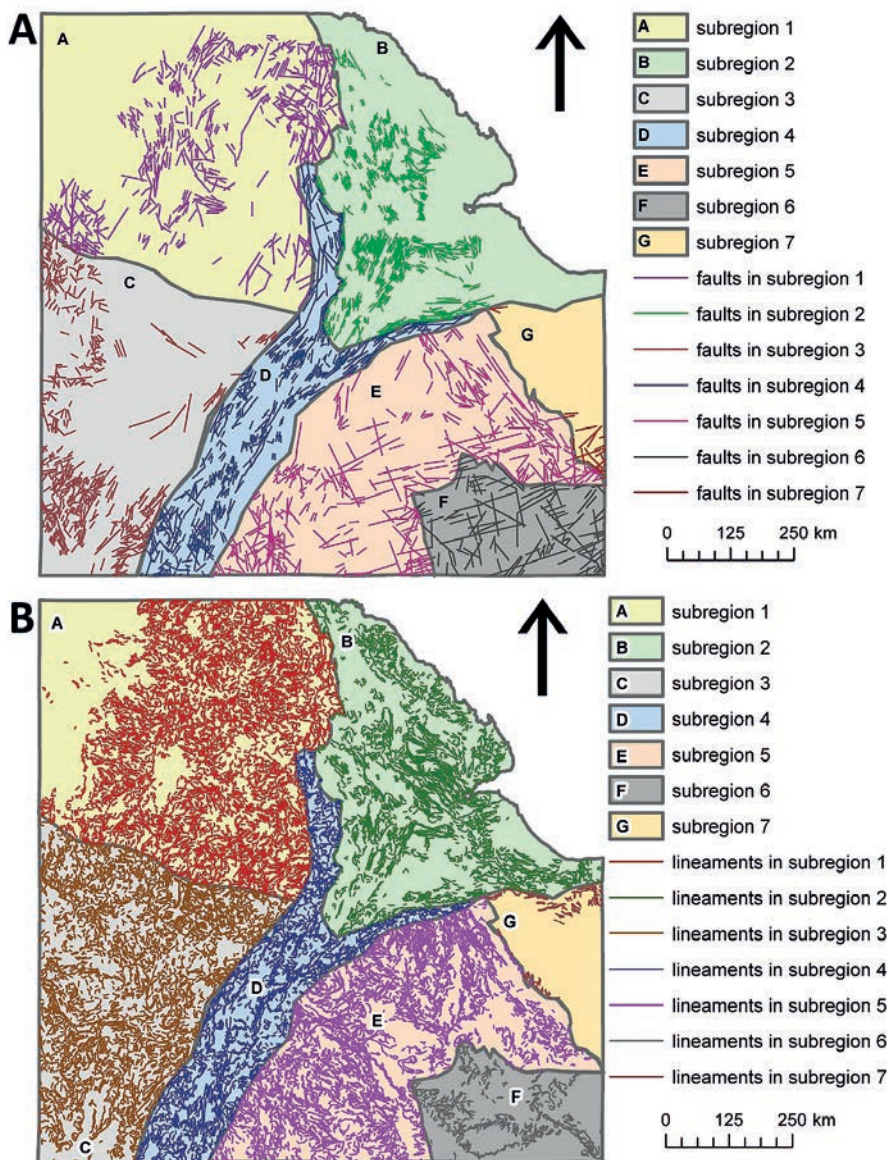 A
A
B
C
D
E
F
G
A subregion 1
B subregion 2
C subregion 3
D subregion 4
E subregion 5
F subregion 6
G subregion 7
faults in subregion 1
faults in subregion 2
faults in subregion 3
faults in subregion 4
faults in subregion 5
faults in subregion 6
faults in subregion 7
0 125 250 km
B
A
B
C
D
E
F
G
A subregion 1
B subregion 2
C subregion 3
D subregion 4
E subregion 5
F subregion 6
G subregion 7
lineaments in subregion 1
lineaments in subregion 2
lineaments in subregion 3
lineaments in subregion 4
lineaments in subregion 5
lineaments in subregion 6
lineaments in subregion 7
0 125 250 km